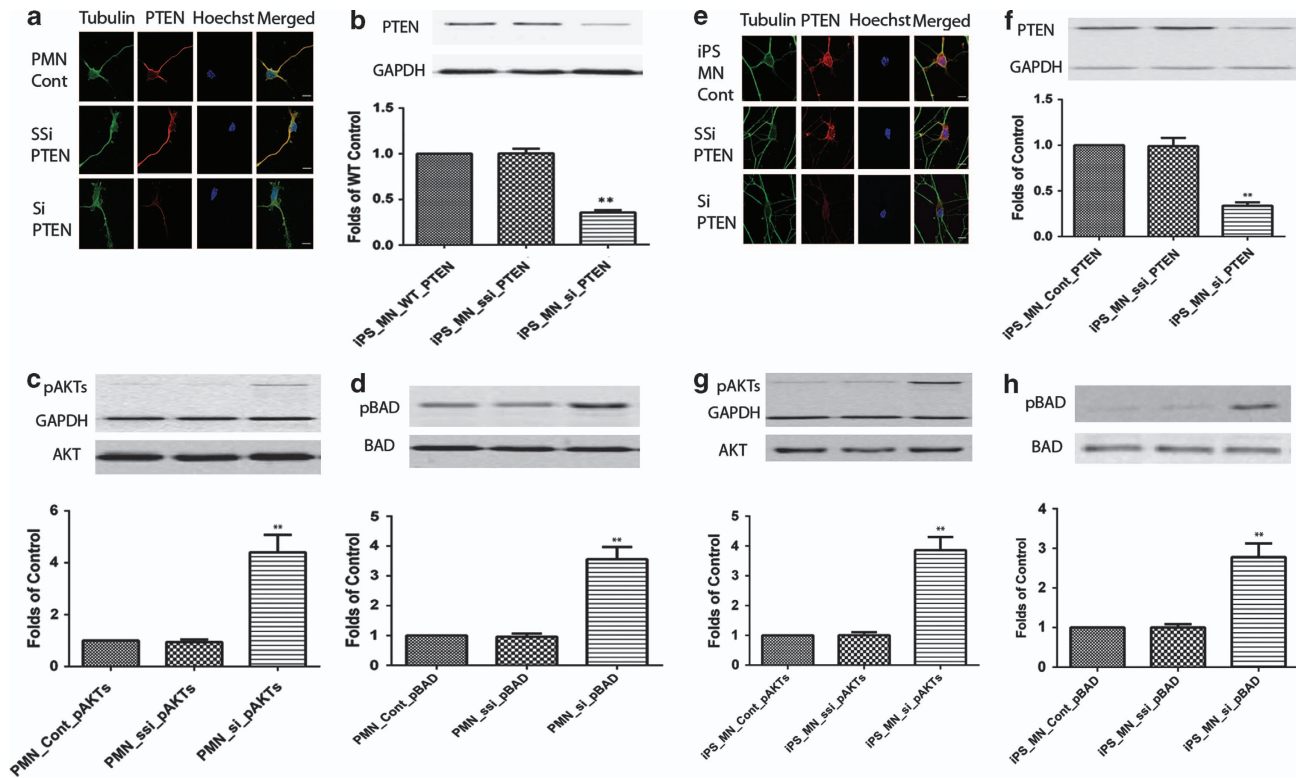 a
Tubulin PTEN Hoechst Merged
PMN
Cont
SSi
PTEN
Si
PTEN
b
PTEN
GAPDH
Folds of WT Control
1.5
1.0
0.5
0.0
**
iPS_MN_WT_PTEN
iPS_MN_ssi_PTEN
iPS_MN_si_PTEN
e
Tubulin PTEN Hoechst Merged
iPS
MN
Cont
SSi
PTEN
Si
PTEN
f
PTEN
GAPDH
Folds of Control
1.5
1.0
0.5
0.0
**
iPS_MN_Cont_PTEN
iPS_MN_ssi_PTEN
iPS_MN_si_PTEN
c
pAKTs
GAPDH
AKT
Folds of Control
6
4
2
0
**
PMN_Cont_pAKTs
PMN_ssi_pAKTs
PMN_si_pAKTs
d
pBAD
BAD
Folds of Control
5
4
3
2
1
0
**
PMN_Cont_pBAD
PMN_ssi_pBAD
PMN_si_pBAD
g
pAKTs
GAPDH
AKT
Folds of Control
5
4
3
2
1
0
**
iPS_MN_Cont_pAKTs
iPS_MN_ssi_pAKTs
iPS_MN_si_pAKTs
h
pBAD
BAD
Folds of Control
4
3
2
1
0
**
iPS_MN_Cont_pBAD
iPS_MN_ssi_pBAD
iPS_MN_si_pBAD